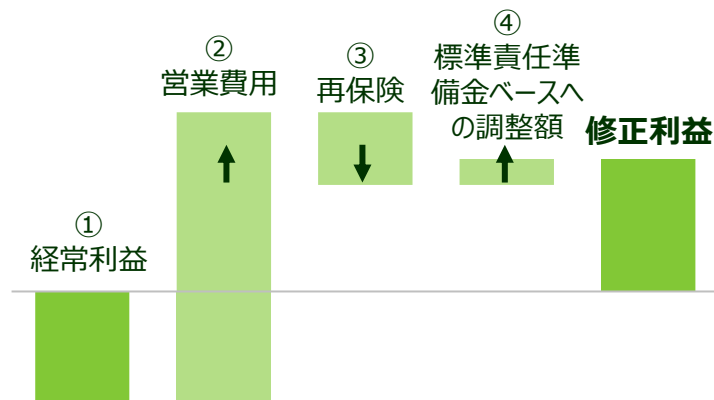 ①
経常利益
②
営業費用
③
再保険
④
標準責任準
備金ベースへ
の調整額
修正利益